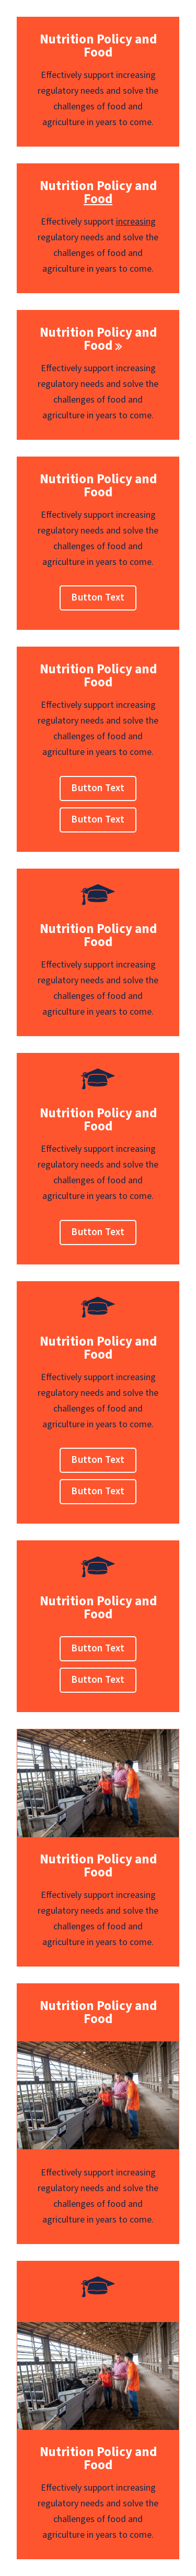 Nutrition Policy and
Food
Effectively support increasing
regulatory needs and solve the
challenges of food and
agriculture in years to come.
Nutrition Policy and
Food
Effectively support increasing
regulatory needs and solve the
challenges of food and
agriculture in years to come.
Nutrition Policy and
Food »
Effectively support increasing
regulatory needs and solve the
challenges of food and
agriculture in years to come.
Nutrition Policy and
Food
Effectively support increasing
regulatory needs and solve the
challenges of food and
agriculture in years to come.
Button Text
Nutrition Policy and
Food
Effectively support increasing
regulatory needs and solve the
challenges of food and
agriculture in years to come.
Button Text
Button Text
Nutrition Policy and
Food
Effectively support increasing
regulatory needs and solve the
challenges of food and
agriculture in years to come.
Nutrition Policy and
Food
Effectively support increasing
regulatory needs and solve the
challenges of food and
agriculture in years to come.
Button Text
Nutrition Policy and
Food
Effectively support increasing
regulatory needs and solve the
challenges of food and
agriculture in years to come.
Button Text
Button Text
Nutrition Policy and
Food
Button Text
Button Text
Nutrition Policy and
Food
Effectively support increasing
regulatory needs and solve the
challenges of food and
agriculture in years to come.
Nutrition Policy and
Food
Effectively support increasing
regulatory needs and solve the
challenges of food and
agriculture in years to come.
Nutrition Policy and
Food
Effectively support increasing
regulatory needs and solve the
challenges of food and
agriculture in years to come.